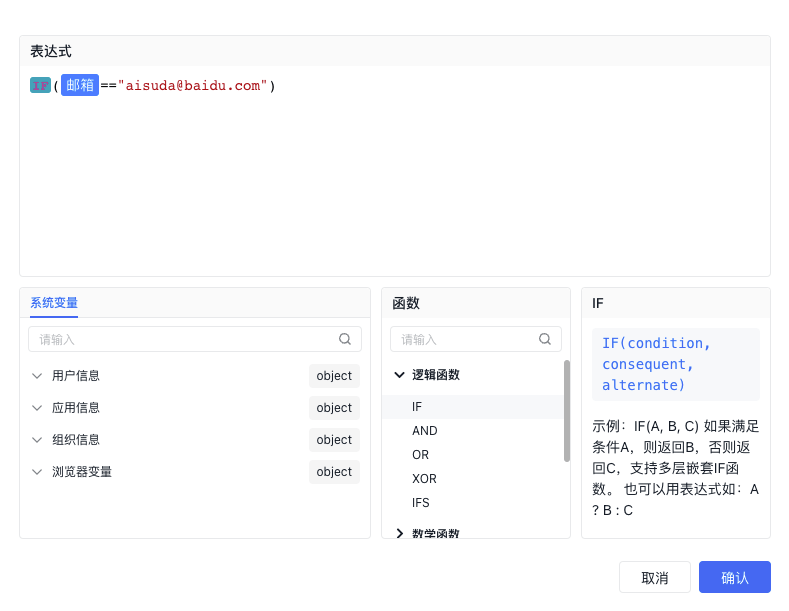 表达式
IF(邮箱=="aisuda@baidu.com")
系统变量
请输入
用户信息 object
应用信息 object
组织信息 object
浏览器变量 object
函数
请输入
逻辑函数
IF
AND
OR
XOR
IFS
数学函数
IF
IF(condition,
consequent,
alternate)
示例：IF(A, B, C) 如果满足
条件A，则返回B，否则返
回C，支持多层嵌套IF函
数。 也可以用表达式如：A
? B : C
取消
确认